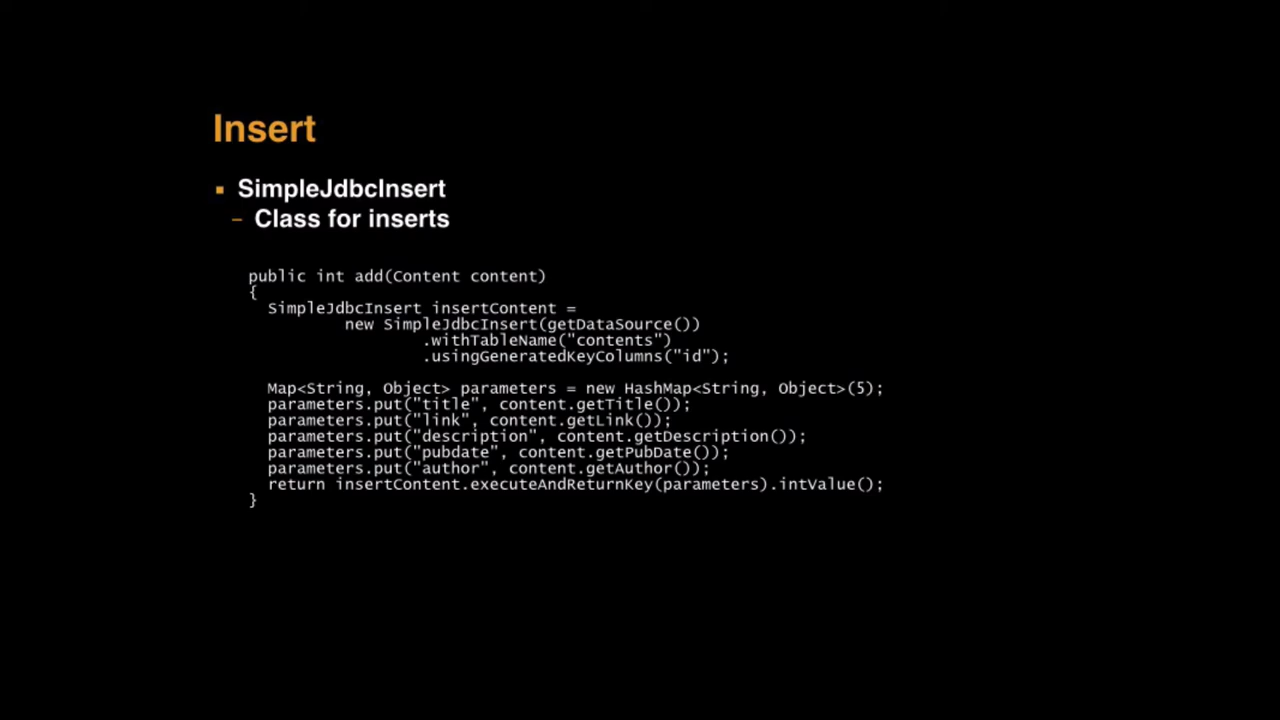 Insert
▪ SimpleJdbcInsert
– Class for inserts
public int add(Content content)
{
  SimpleJdbcInsert insertContent =
          new SimpleJdbcInsert(getDataSource())
                  .withTableName("contents")
                  .usingGeneratedKeyColumns("id");
  Map<String, Object> parameters = new HashMap<String, Object>(5);
  parameters.put("title", content.getTitle());
  parameters.put("link", content.getLink());
  parameters.put("description", content.getDescription());
  parameters.put("pubdate", content.getPubDate());
  parameters.put("author", content.getAuthor());
  return insertContent.executeAndReturnKey(parameters).intValue();
}